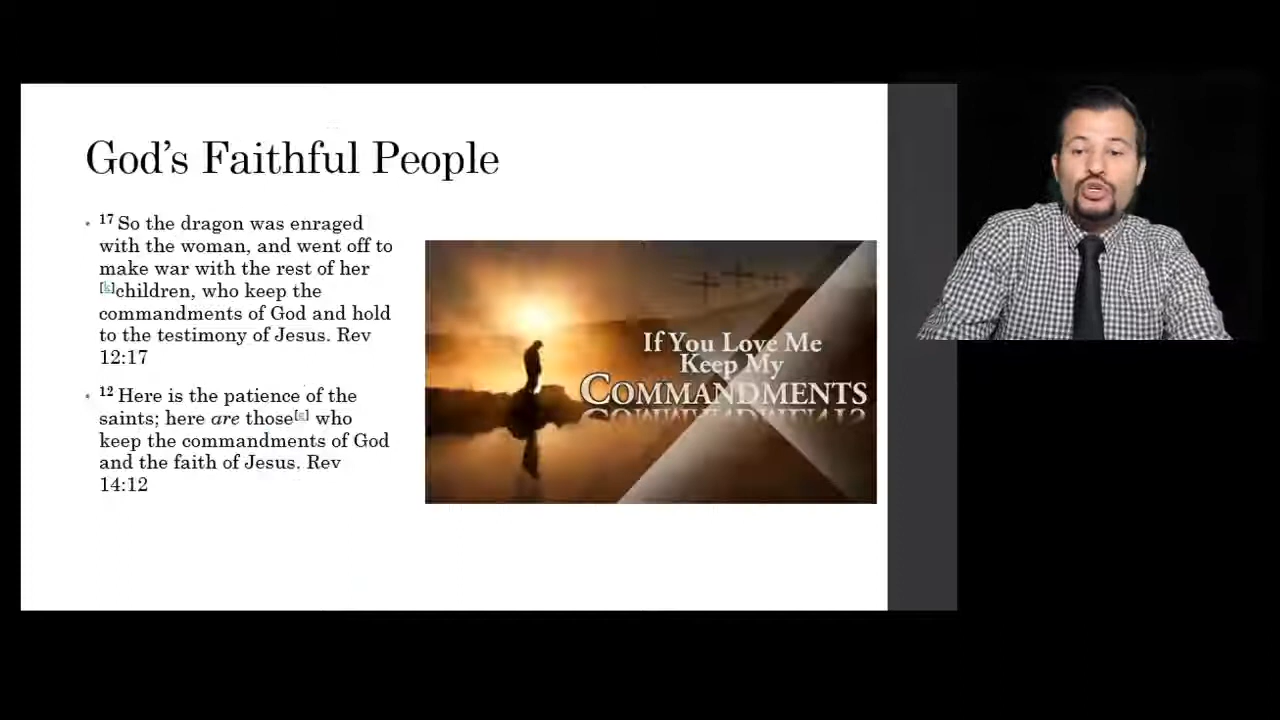 God's Faithful People
• 17 So the dragon was enraged
with the woman, and went off to
make war with the rest of her
[k]children, who keep the
commandments of God and hold
to the testimony of Jesus. Rev
12:17
• 12 Here is the patience of the
saints; here are those[c] who
keep the commandments of God
and the faith of Jesus. Rev
14:12
If You Love Me
Keep My
COMMANDMENTS